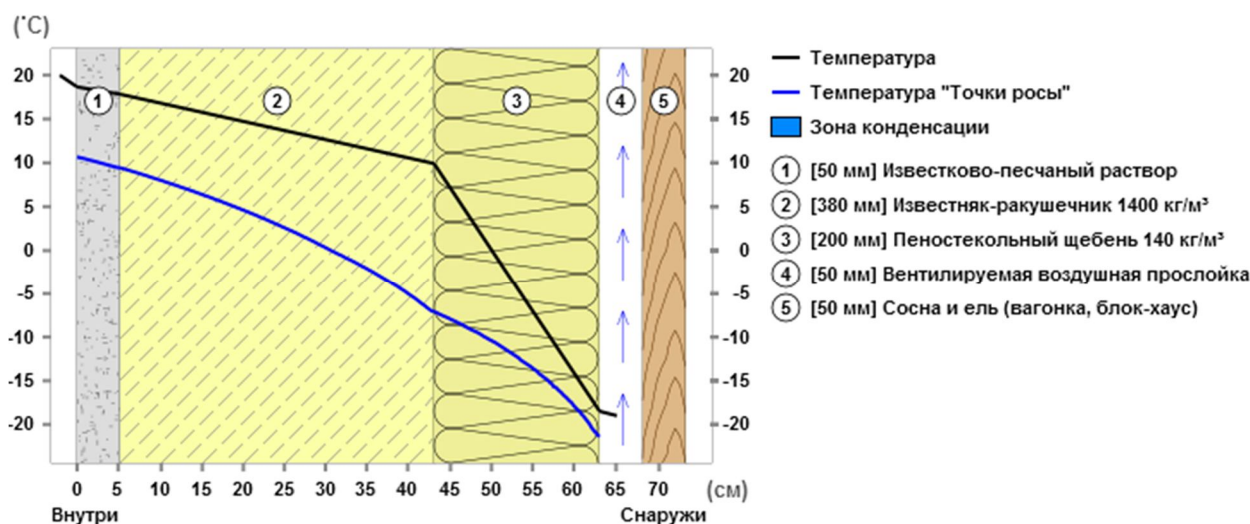 (°C)
20
15
10
5
0
-5
-10
-15
-20
1
2
3
4
5
20
15
10
5
0
-5
-10
-15
-20
0 5 10 15 20 25 30 35 40 45 50 55 60 65 70 (см)
Внутри Снаружи
Температура
Температура "Точки росы"
Зона конденсации
1 [50 мм] Известково-песчаный раствор
2 [380 мм] Известняк-ракушечник 1400 кг/м³
3 [200 мм] Пеностекольный щебень 140 кг/м³
4 [50 мм] Вентилируемая воздушная прослойка
5 [50 мм] Сосна и ель (вагонка, блок-хаус)